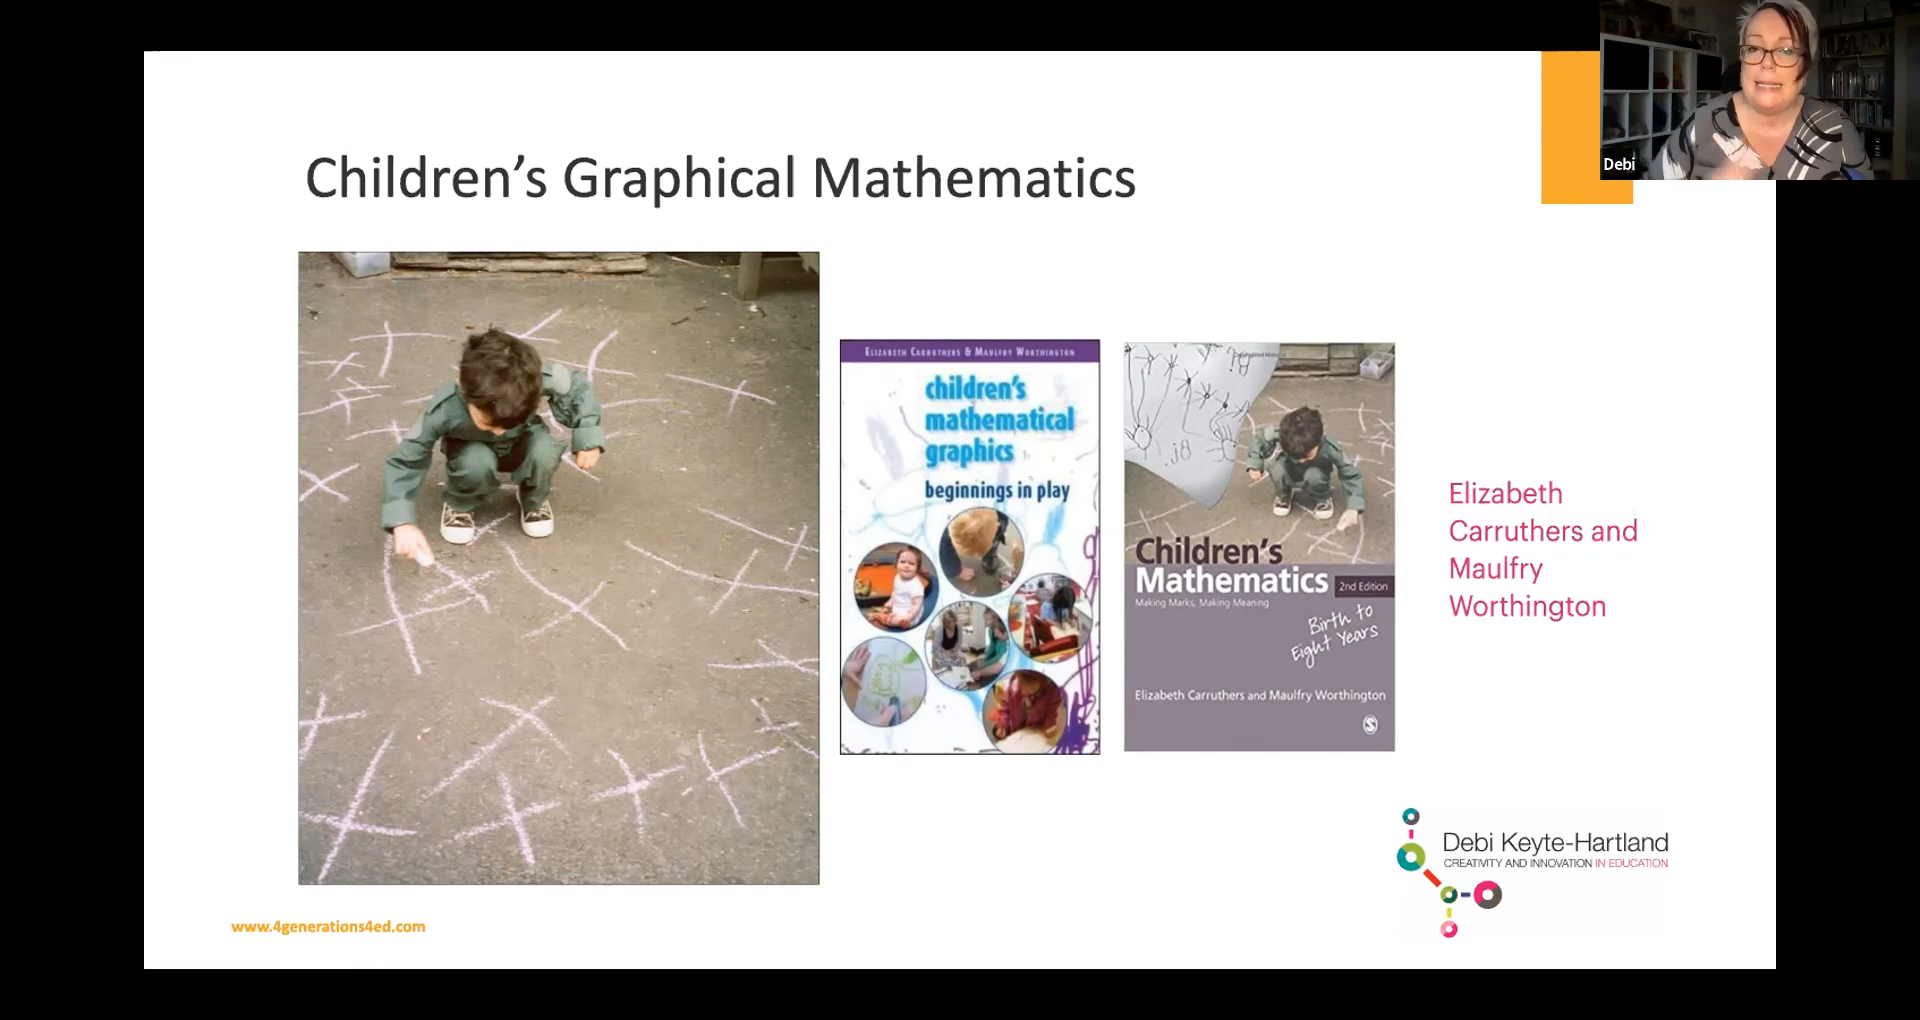 Debi
Children's Graphical Mathematics
ELIZABETH CARRUTHERS & MAULFRY WORTHINGTON
children's
mathematical
graphics
beginnings in play
.j8
Children's
Mathematics
2nd Edition
Making Marks, Making Meaning
Birth to
Eight Years
Elizabeth Carruthers and Maulfry Worthington
S
Elizabeth
Carruthers and
Maulfry
Worthington
Debi Keyte-Hartland
CREATIVITY AND INNOVATION IN EDUCATION
www.4generations4ed.com